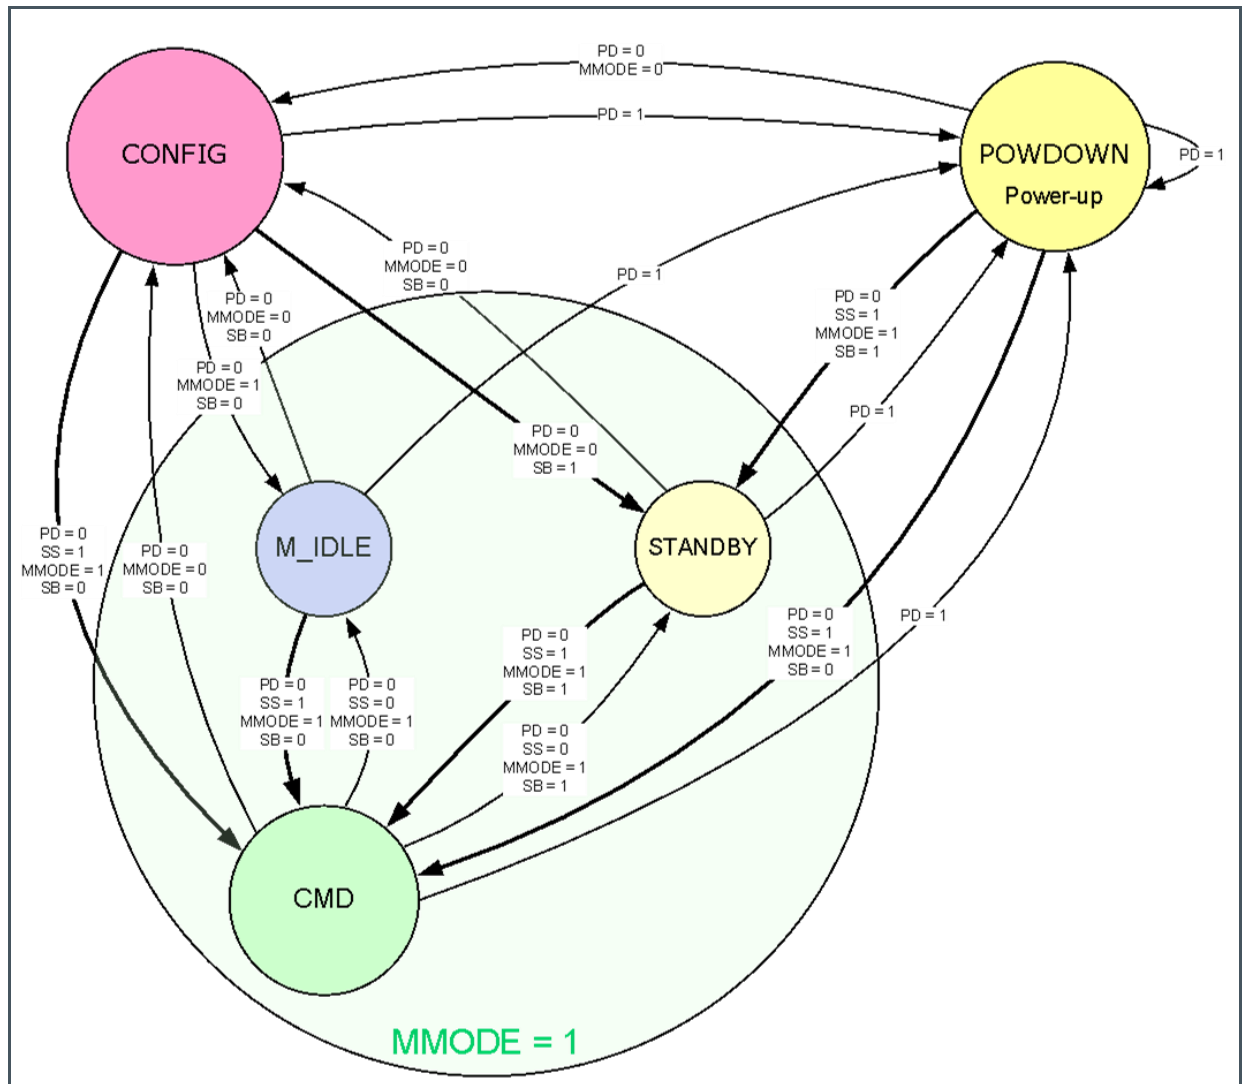 PD = 0
MMODE = 0
PD = 1
CONFIG
POWDOWN
Power-up
PD = 1
PD = 0
MMODE = 0
SB = 0
PD = 1
PD = 0
MMODE = 0
SB = 0
PD = 0
SS = 1
MMODE = 1
SB = 1
PD = 0
MMODE = 1
SB = 0
PD = 1
PD = 0
MMODE = 0
SB = 1
PD = 0
SS = 1
MMODE = 1
SB = 0
PD = 0
MMODE = 0
SB = 0
M_IDLE
STANDBY
PD = 0
SS = 1
MMODE = 1
SB = 0
PD = 1
PD = 0
SS = 1
MMODE = 1
SB = 1
PD = 0
SS = 1
MMODE = 1
SB = 0
PD = 0
SS = 0
MMODE = 1
SB = 0
PD = 0
SS = 0
MMODE = 1
SB = 1
CMD
MMODE = 1